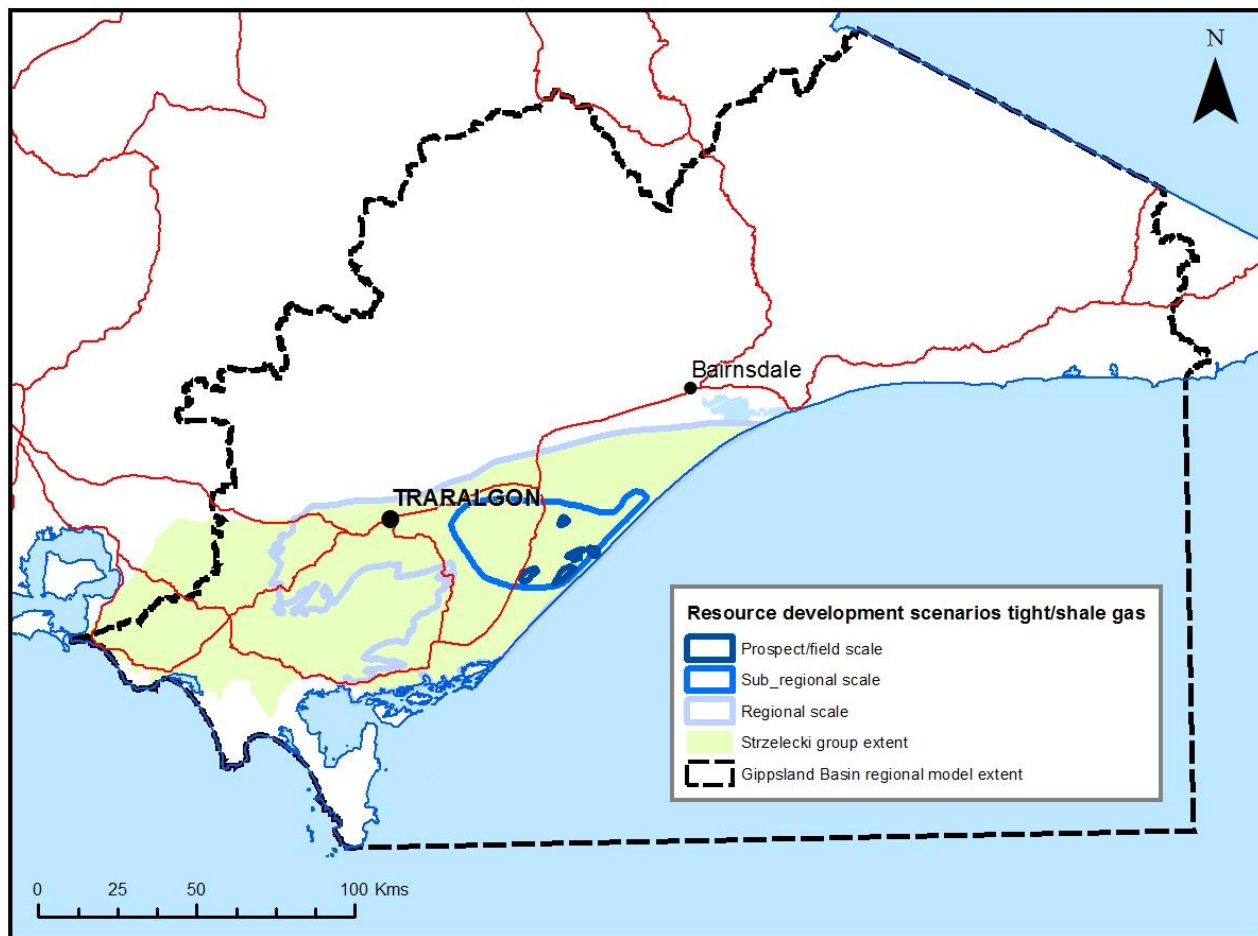 N
Bairnsdale
TRARALGON
Resource development scenarios tight/shale gas
Prospect/field scale
Sub_regional scale
Regional scale
Strzelecki group extent
Gippsland Basin regional model extent
0 25 50 100 Kms